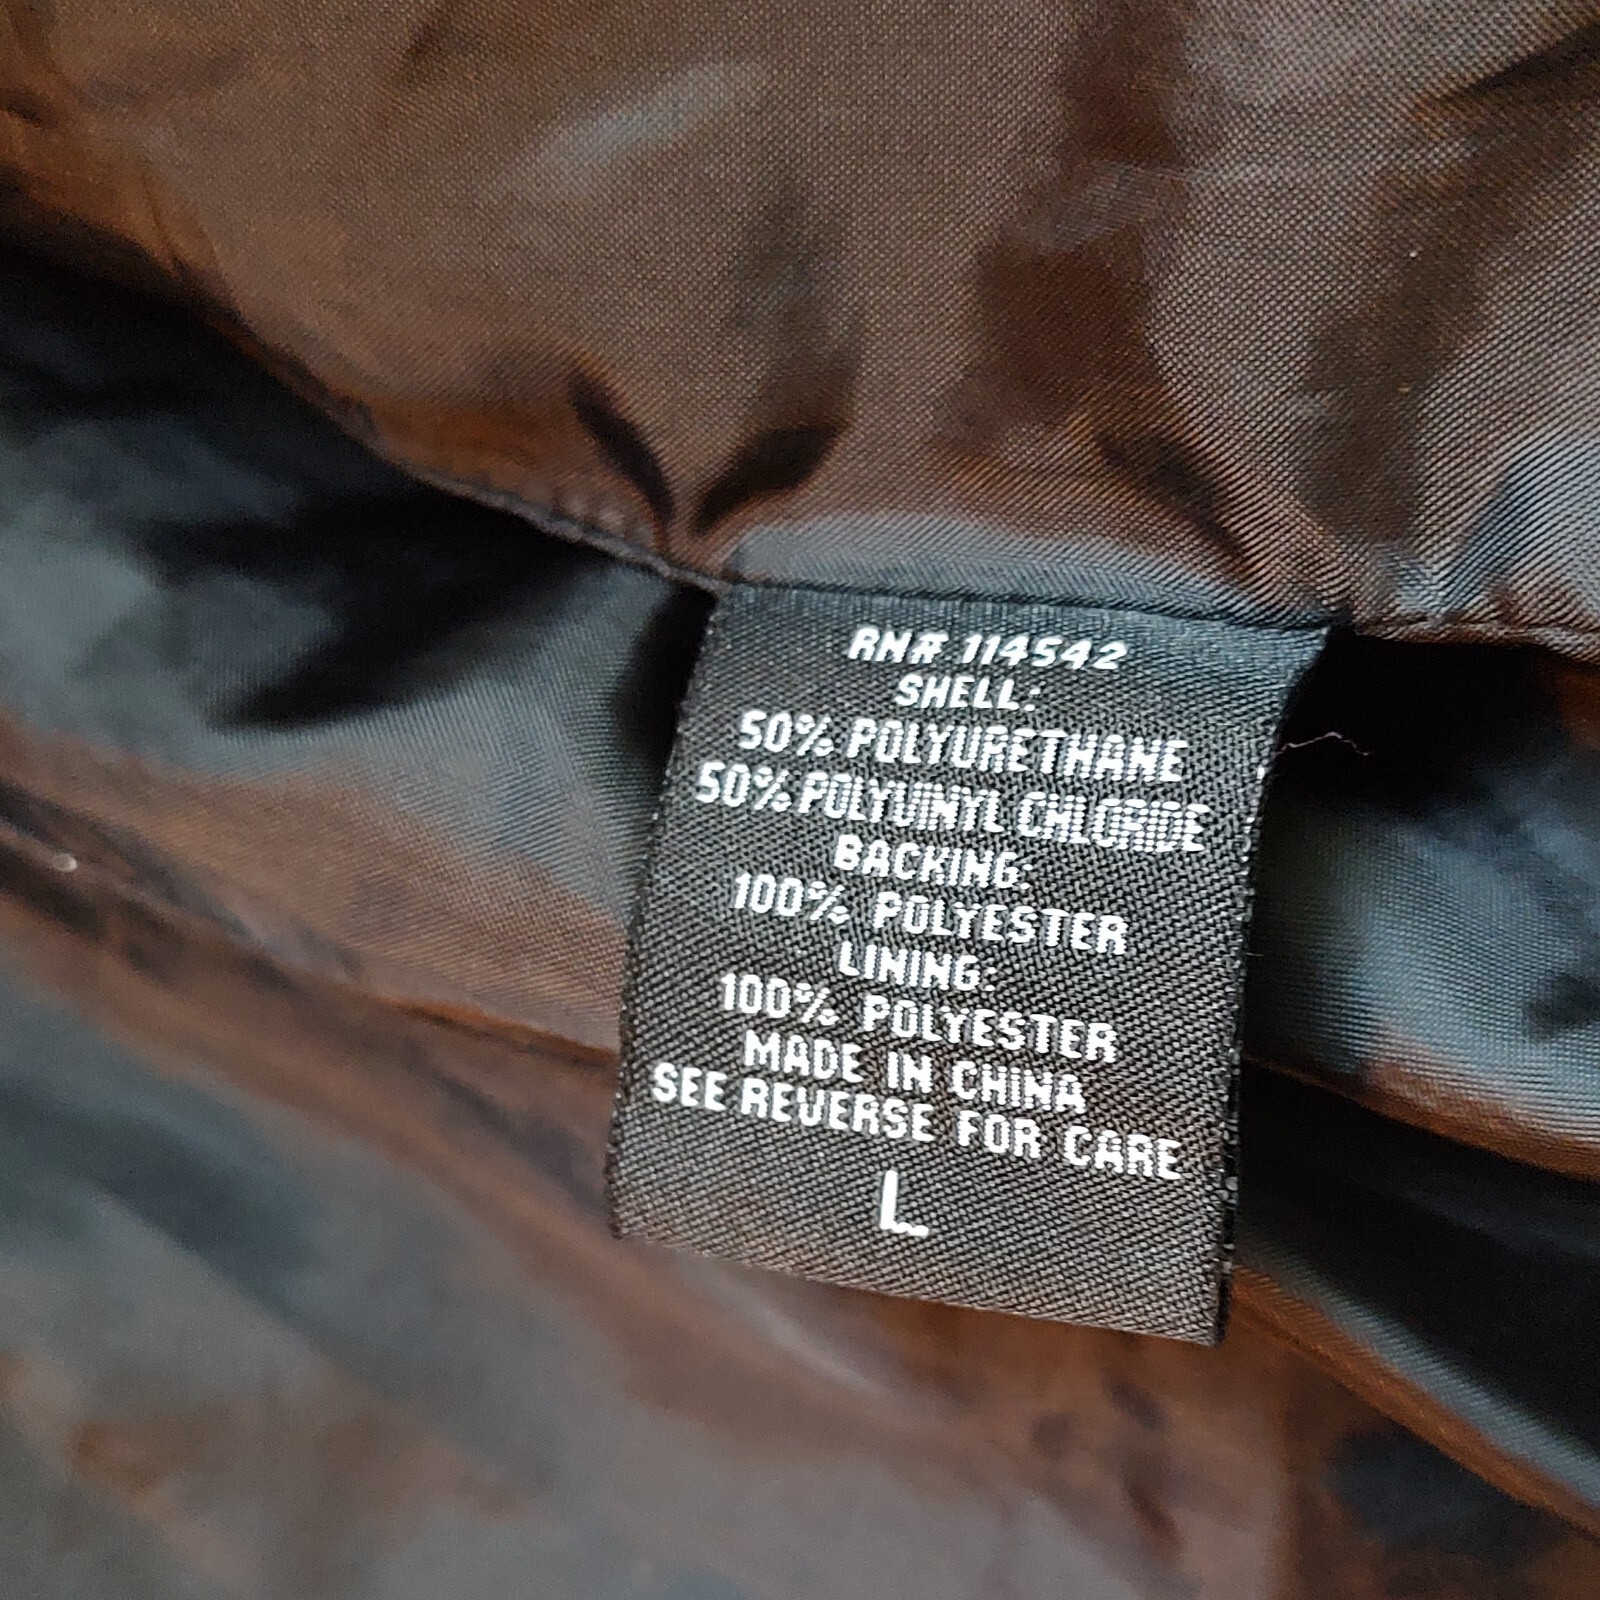 RN# 114542
SHELL:
50% POLYURETHANE
50% POLYVINYL CHLORIDE
BACKING:
100% POLYESTER
LINING:
100% POLYESTER
MADE IN CHINA
SEE REVERSE FOR CARE
L